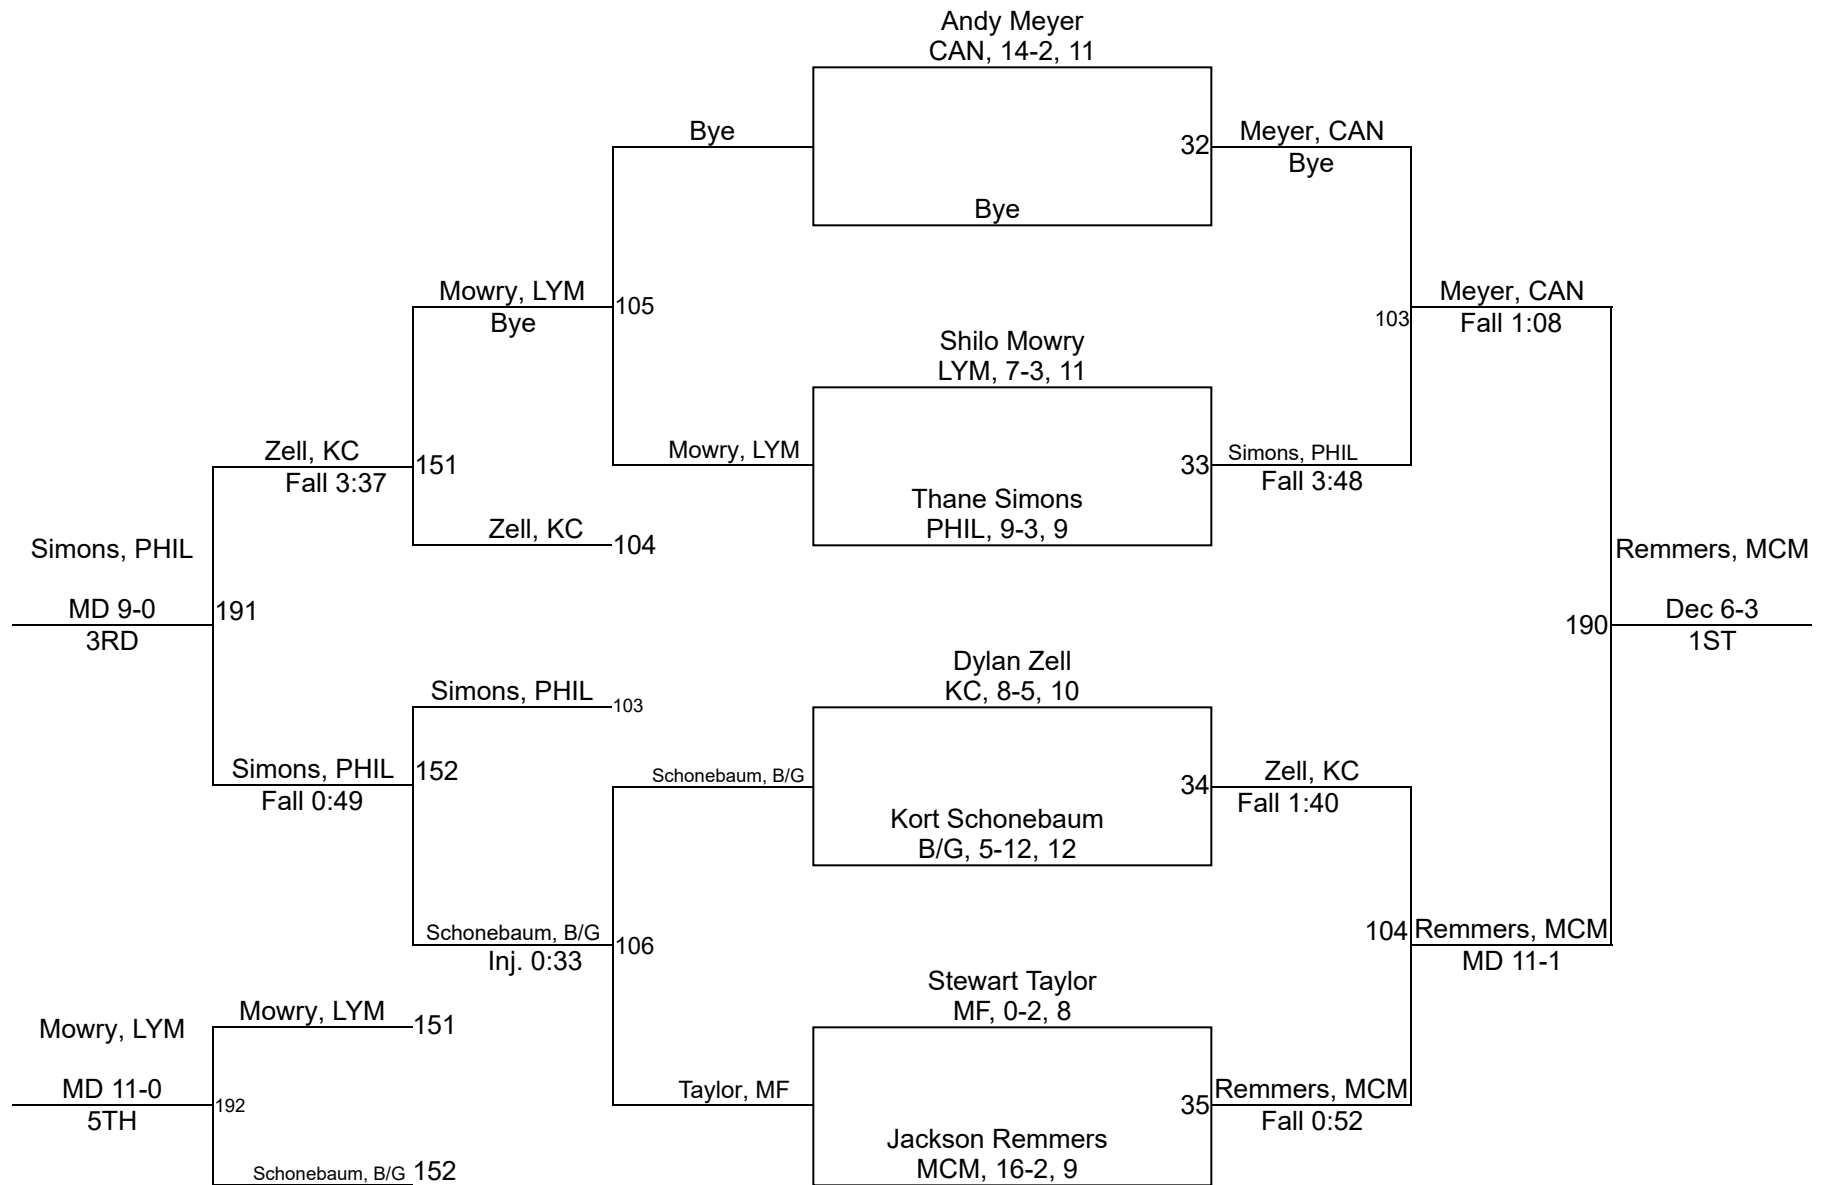 Andy Meyer
CAN, 14-2, 11
Bye
32
Meyer, CAN
Bye
Bye
Mowry, LYM
Bye
105
Meyer, CAN
103
Fall 1:08
Shilo Mowry
LYM, 7-3, 11
Zell, KC
Fall 3:37
151
Mowry, LYM
33
Simons, PHIL
Fall 3:48
Thane Simons
PHIL, 9-3, 9
Zell, KC
104
Simons, PHIL
MD 9-0
3RD
191
Remmers, MCM
190
Dec 6-3
1ST
Dylan Zell
KC, 8-5, 10
Simons, PHIL
103
Simons, PHIL
Fall 0:49
152
Schonebaum, B/G
34
Zell, KC
Fall 1:40
Kort Schonebaum
B/G, 5-12, 12
Schonebaum, B/G
Inj. 0:33
106
104
Remmers, MCM
MD 11-1
Stewart Taylor
MF, 0-2, 8
Mowry, LYM
151
Mowry, LYM
MD 11-0
5TH
192
Taylor, MF
35
Remmers, MCM
Fall 0:52
Jackson Remmers
MCM, 16-2, 9
Schonebaum, B/G
152